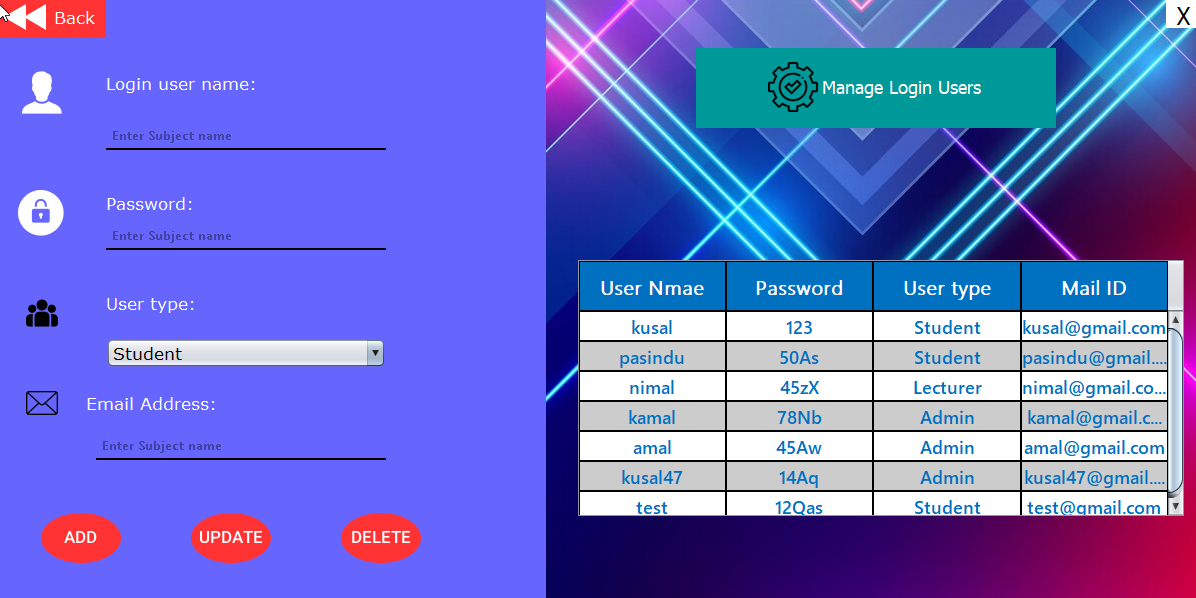 Back
X
Login user name:
Enter Subject name
Password:
Enter Subject name
User type:
Student
Email Address:
Enter Subject name
ADD UPDATE DELETE
Manage Login Users
User Nmae Password User type Mail ID
kusal 123 Student kusal@gmail.com
pasindu 50As Student pasindu@gmail....
nimal 45zX Lecturer nimal@gmail.co...
kamal 78Nb Admin kamal@gmail.c...
amal 45Aw Admin amal@gmail.com
kusal47 14Aq Admin kusal47@gmail....
test 12Qas Student test@gmail.com